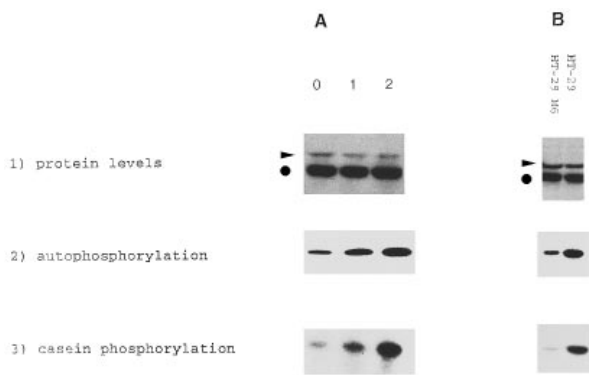 A
B
0 1 2
HT-29 M6
HT-29
1) protein levels
2) autophosphorylation
3) casein phosphorylation